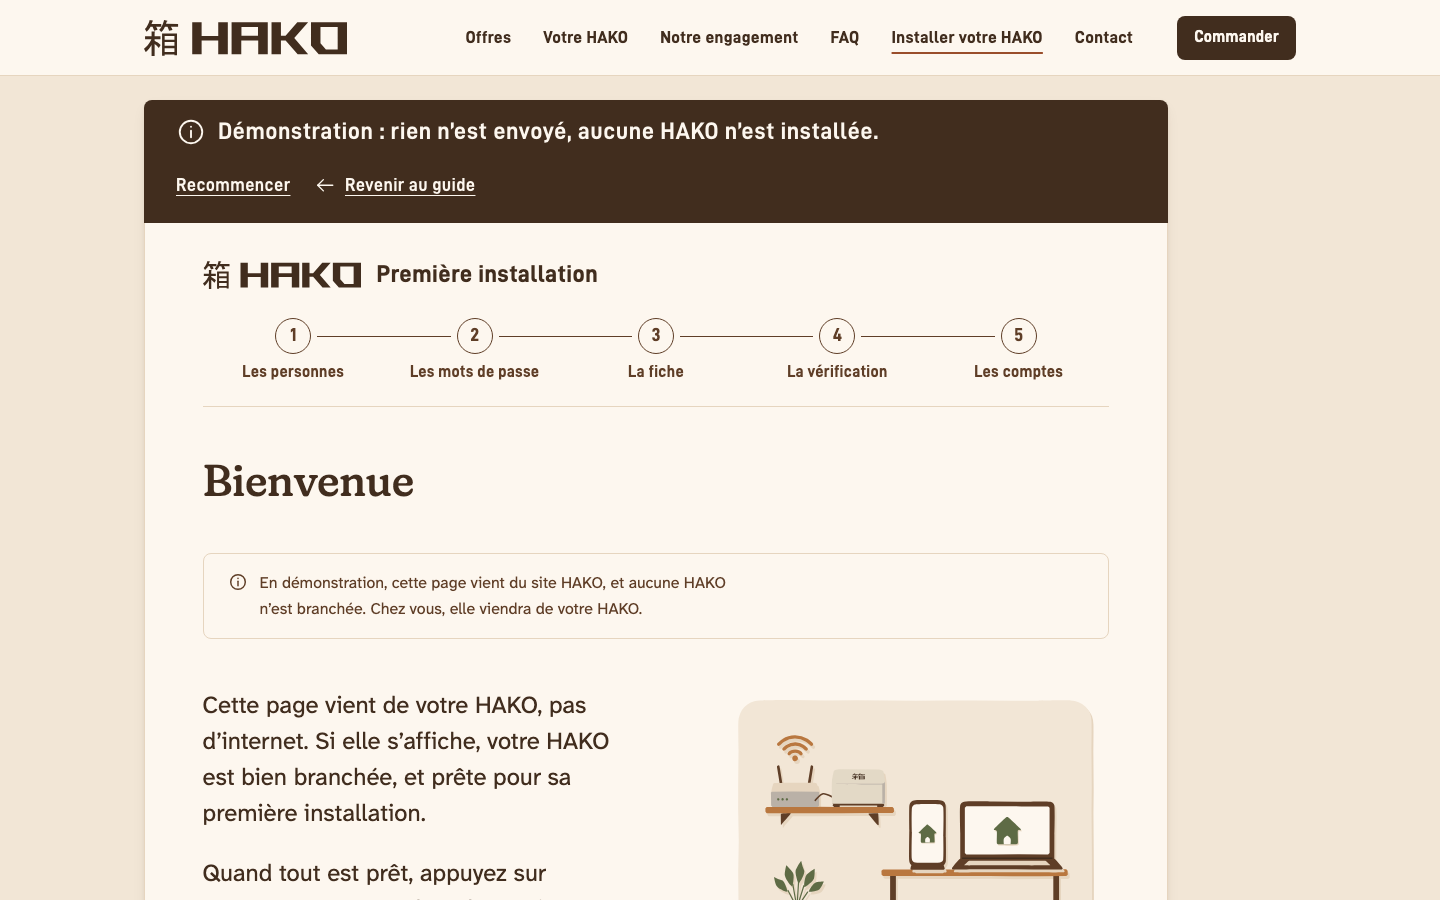 箱 HAKO
Offres
Votre HAKO
Notre engagement
FAQ
Installer votre HAKO
Contact
Commander
Démonstration : rien n’est envoyé, aucune HAKO n’est installée.
Recommencer
← Revenir au guide
箱 HAKO Première installation
1
2
3
4
5
Les personnes
Les mots de passe
La fiche
La vérification
Les comptes
Bienvenue
En démonstration, cette page vient du site HAKO, et aucune HAKO
n’est branchée. Chez vous, elle viendra de votre HAKO.
Cette page vient de votre HAKO, pas
d’internet. Si elle s’affiche, votre HAKO
est bien branchée, et prête pour sa
première installation.
箱
Quand tout est prêt, appuyez sur